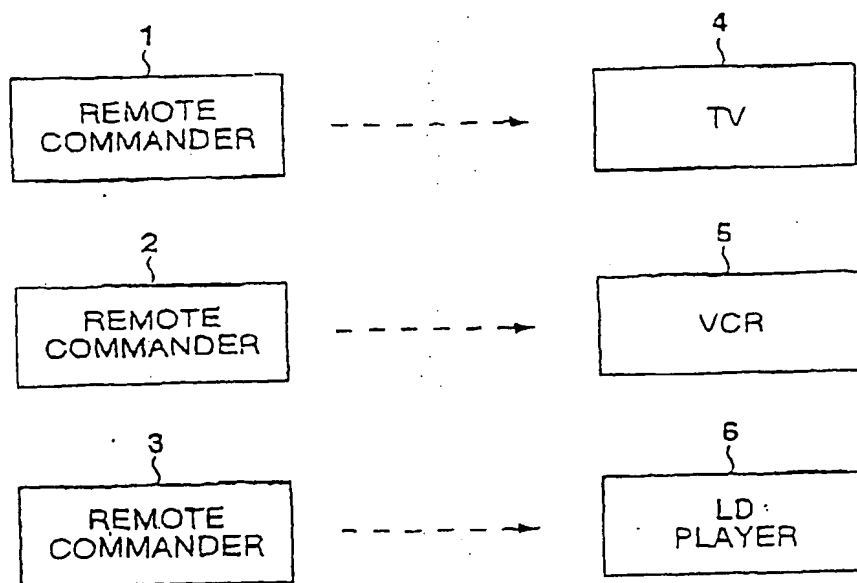 1
4
REMOTE
COMMANDER
TV
2
5
REMOTE
COMMANDER
VCR
3
6
REMOTE
COMMANDER
LD
PLAYER